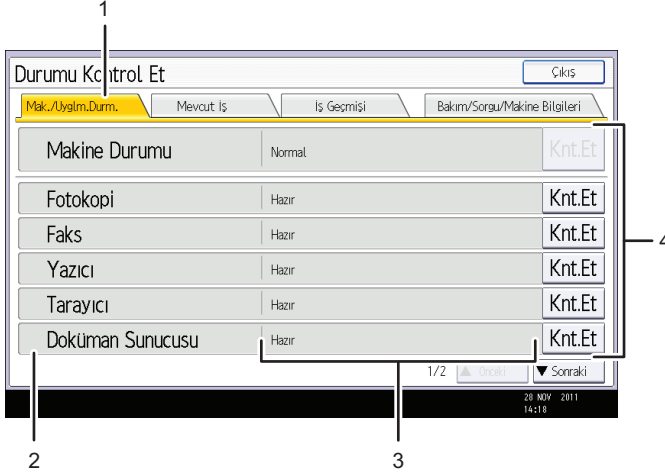 1
Durumu Kontrol Et
Çıkış
Mak./Uyglm.Durm.
Mevcut İş
İş Geçmişi
Bakım/Sorgu/Makine Bilgileri
Makine Durumu
Normal
Knt.Et
Fotokopi
Hazır
Knt.Et
Faks
Hazır
Knt.Et
4
Yazıcı
Hazır
Knt.Et
Tarayıcı
Hazır
Knt.Et
Doküman Sunucusu
Hazır
Knt.Et
1/2
▲ Önceki
▼ Sonraki
28 NOV 2011
14:18
2
3